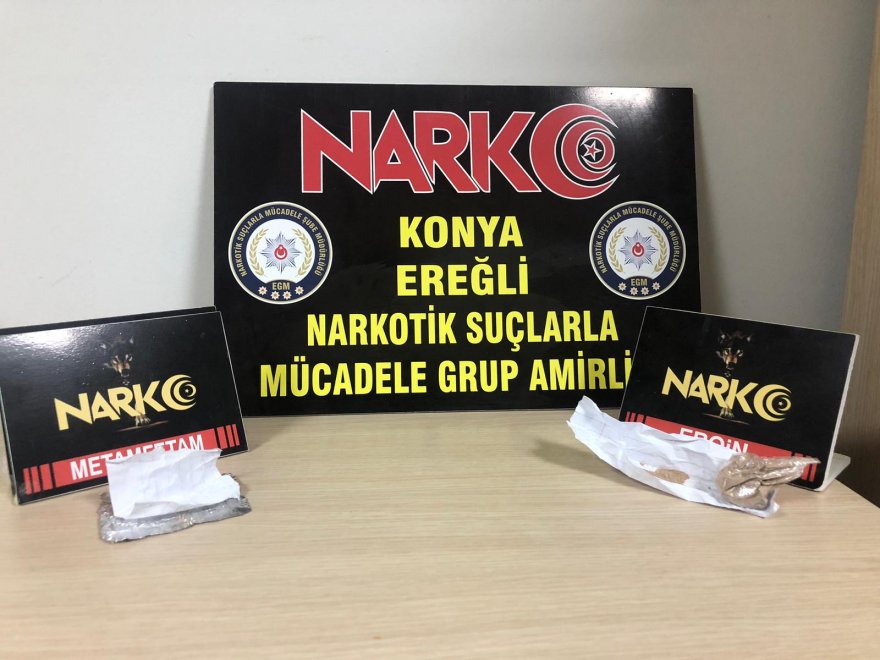 NARKO
KONYA
EREĞLİ
NARKOTİK SUÇLARLA
MÜCADELE GRUP AMİRLİ
NARKOTİK SUÇLARLA MÜCADELE ŞUBE MÜDÜRLÜĞÜ
EGM
NARKOTİK SUÇLARLA MÜCADELE ŞUBE MÜDÜRLÜĞÜ
EGM
NARKO
METAMFETAM
NARKO
EROİN